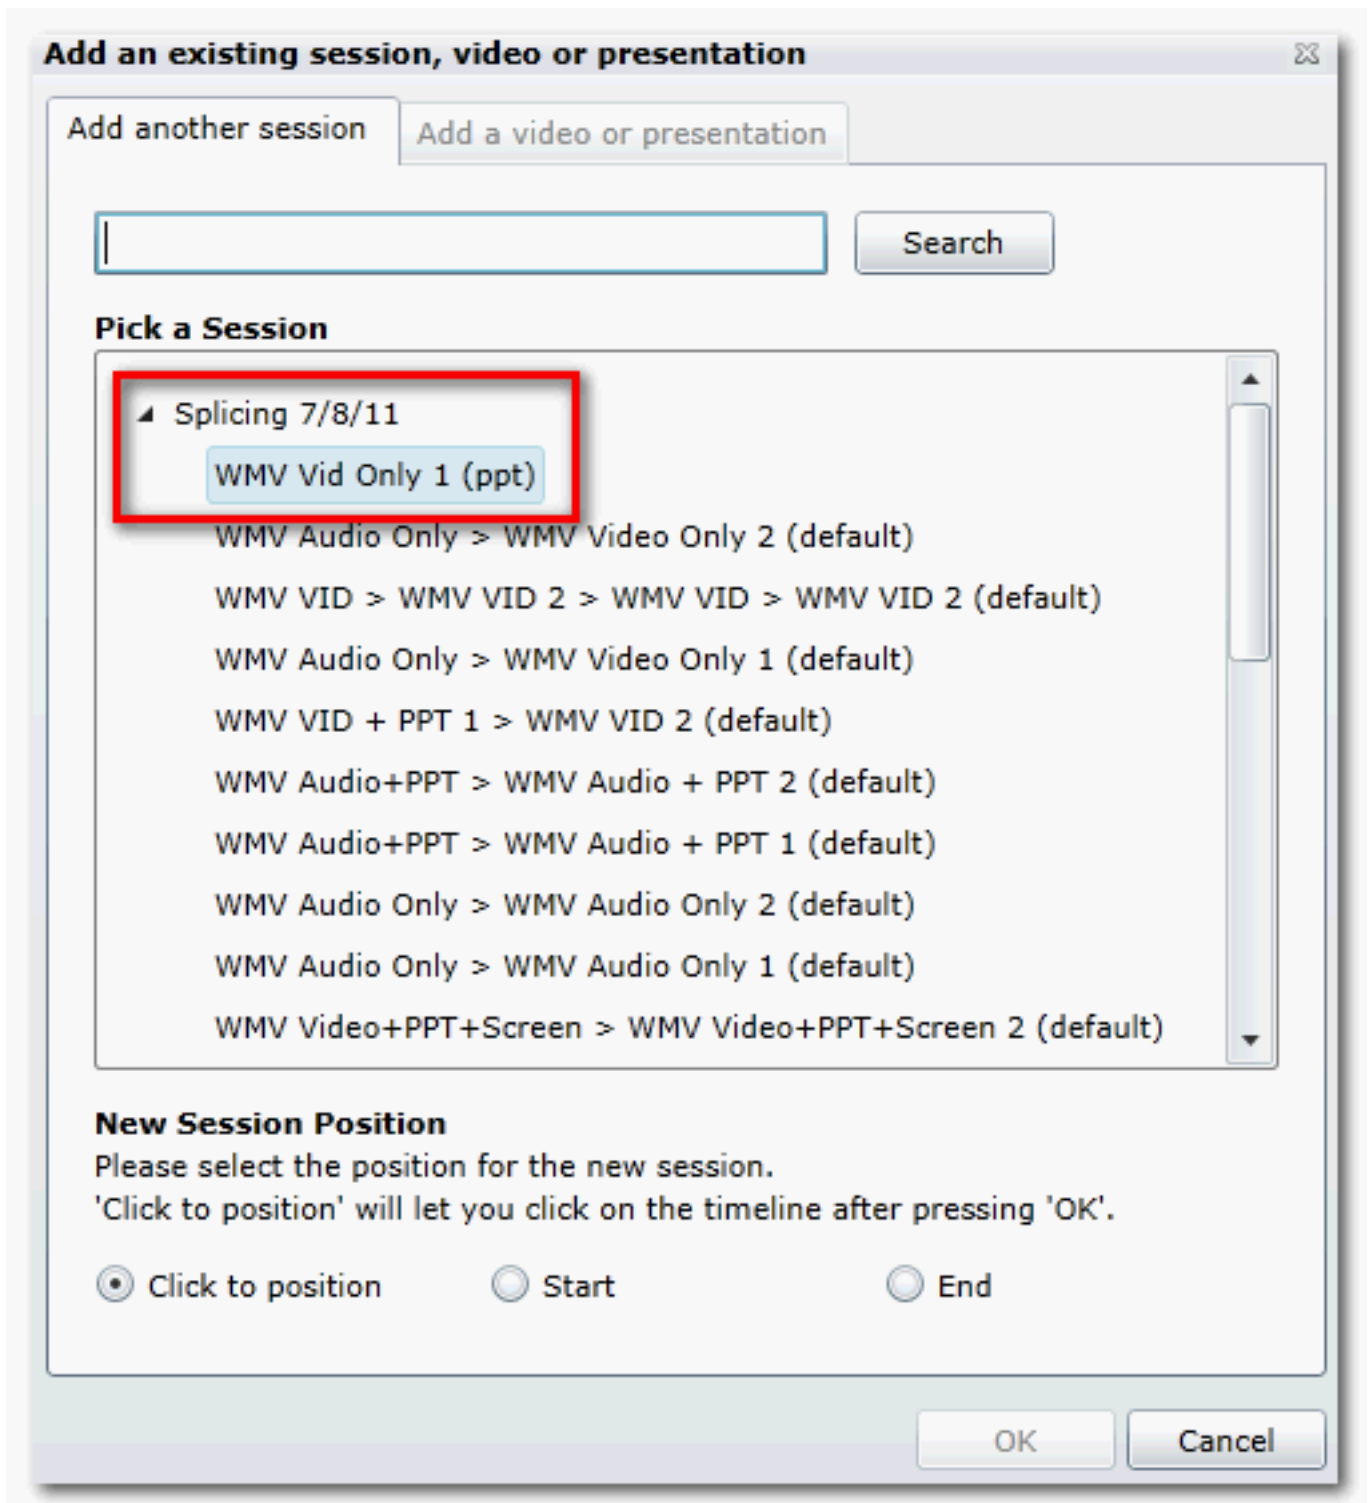 Add an existing session, video or presentation
Add another session
Add a video or presentation
Search
Pick a Session
Splicing 7/8/11
WMV Vid Only 1 (ppt)
WMV Audio Only > WMV Video Only 2 (default)
WMV VID > WMV VID 2 > WMV VID > WMV VID 2 (default)
WMV Audio Only > WMV Video Only 1 (default)
WMV VID + PPT 1 > WMV VID 2 (default)
WMV Audio+PPT > WMV Audio + PPT 2 (default)
WMV Audio+PPT > WMV Audio + PPT 1 (default)
WMV Audio Only > WMV Audio Only 2 (default)
WMV Audio Only > WMV Audio Only 1 (default)
WMV Video+PPT+Screen > WMV Video+PPT+Screen 2 (default)
New Session Position
Please select the position for the new session.
'Click to position' will let you click on the timeline after pressing 'OK'.
Click to position
Start
End
OK
Cancel